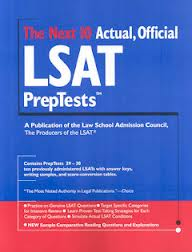 The Next 10 Actual, Official
LSAT
PrepTests™
A Publication of the Law School Admission Council,
The Producers of the LSAT®
Contains PrepTests 29 – 38
ten previously administered LSATs with answer keys,
writing samples, and score-conversion tables.
"The Most Noted Authority in Legal Publications."—Choice
● Practice on Genuine LSAT Questions ● Target Specific Categories
for Intensive Review ● Learn Proven Test-Taking Strategies for Each
Category of Questions ● Simulate Actual LSAT Conditions
● NEW Sample Comparative Reading Questions and Explanations